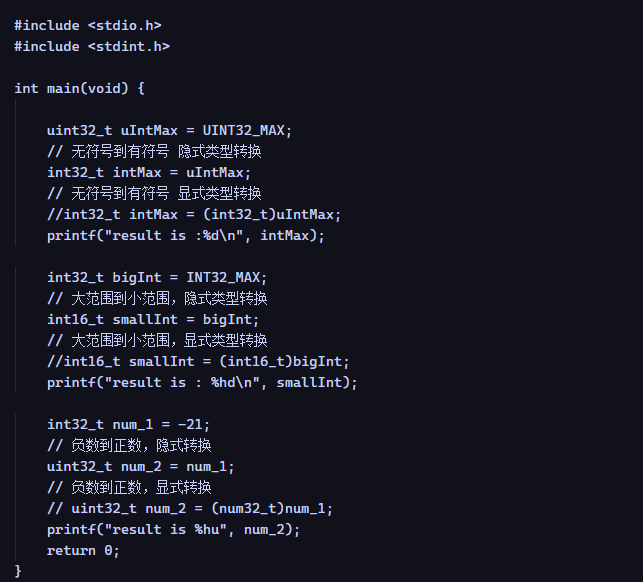 #include <stdio.h>
#include <stdint.h>
int main(void) {
uint32_t uIntMax = UINT32_MAX;
// 无符号到有符号 隐式类型转换
int32_t intMax = uIntMax;
// 无符号到有符号 显式类型转换
//int32_t intMax = (int32_t)uIntMax;
printf("result is :%d\n", intMax);
int32_t bigInt = INT32_MAX;
// 大范围到小范围，隐式类型转换
int16_t smallInt = bigInt;
// 大范围到小范围，显式类型转换
//int16_t smallInt = (int16_t)bigInt;
printf("result is : %hd\n", smallInt);
int32_t num_1 = -21;
// 负数到正数，隐式转换
uint32_t num_2 = num_1;
// 负数到正数，显式转换
// uint32_t num_2 = (num32_t)num_1;
printf("result is %hu", num_2);
return 0;
}